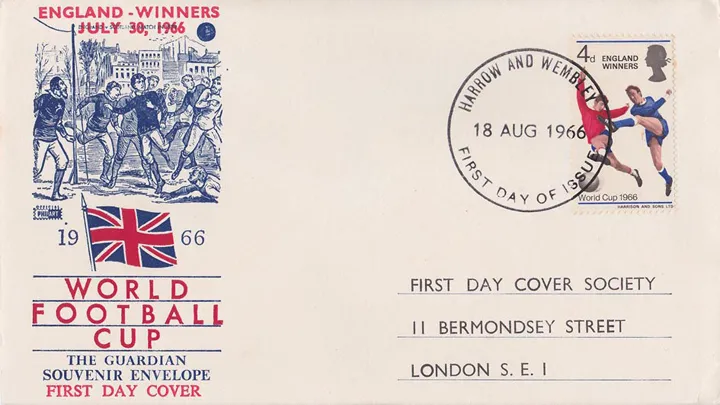 ENGLAND - WINNERS
JULY 30, 1966
OFFICIAL
PHILART
19 66
WORLD
FOOTBALL
CUP
THE GUARDIAN
SOUVENIR ENVELOPE
FIRST DAY COVER
HARROW AND WEMBLEY
18 AUG 1966
FIRST DAY OF ISSUE
4d ENGLAND
WINNERS
World Cup 1966
HARRISON AND SONS LTD
FIRST DAY COVER SOCIETY
11 BERMONDSEY STREET
LONDON S. E. 1